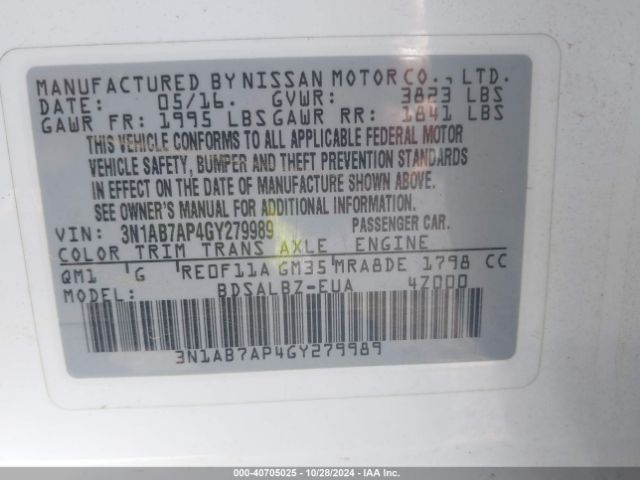 MANUFACTURED BY NISSAN MOTOR CO., LTD.
DATE: 05/16. GVWR: 3823 LBS
GAWR FR: 1995 LBS GAWR RR: 1841 LBS
THIS VEHICLE CONFORMS TO ALL APPLICABLE FEDERAL MOTOR
VEHICLE SAFETY, BUMPER AND THEFT PREVENTION STANDARDS
IN EFFECT ON THE DATE OF MANUFACTURE SHOWN ABOVE.
SEE OWNER'S MANUAL FOR ADDITIONAL INFORMATION.
VIN: 3N1AB7AP4GY279989 PASSENGER CAR.
COLOR TRIM TRANS AXLE ENGINE
QM1 G RE0F11A GM35 MRA8DE 1798 CC
MODEL: BDSALBZ-EUA 4Z000
3N1AB7AP4GY279989
000-40705025 | 10/28/2024 | IAA Inc.